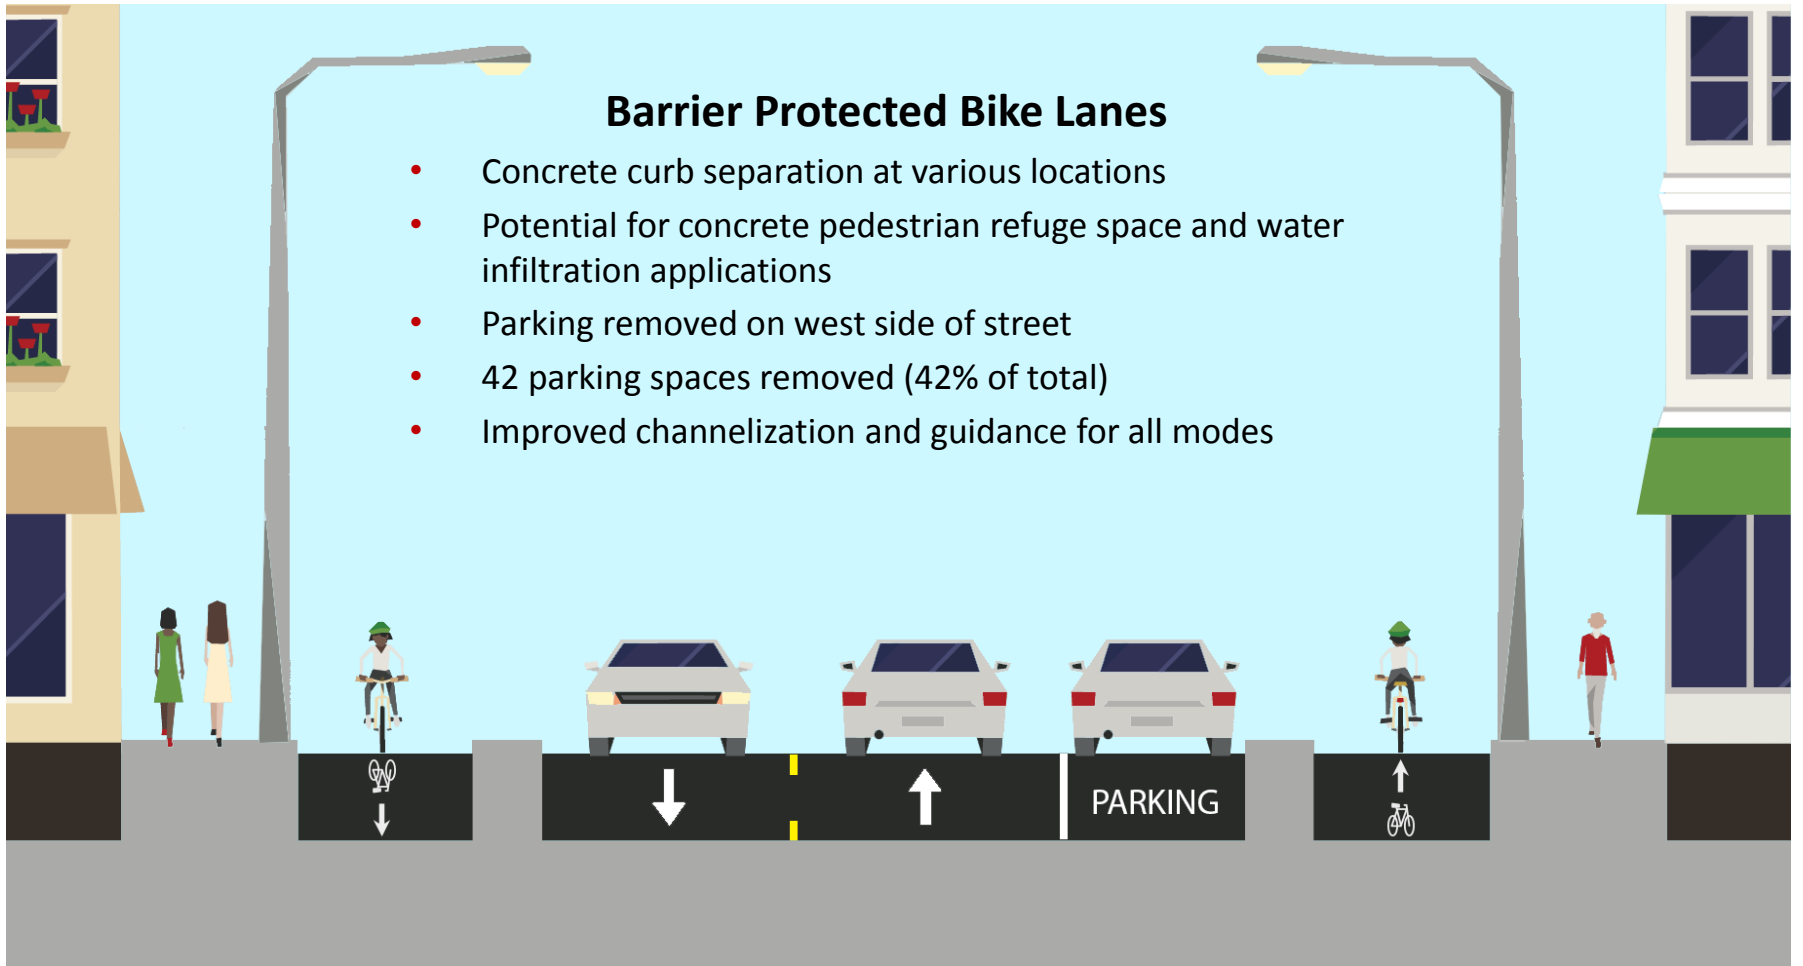 Barrier Protected Bike Lanes
• Concrete curb separation at various locations
• Potential for concrete pedestrian refuge space and water
infiltration applications
• Parking removed on west side of street
• 42 parking spaces removed (42% of total)
• Improved channelization and guidance for all modes
PARKING